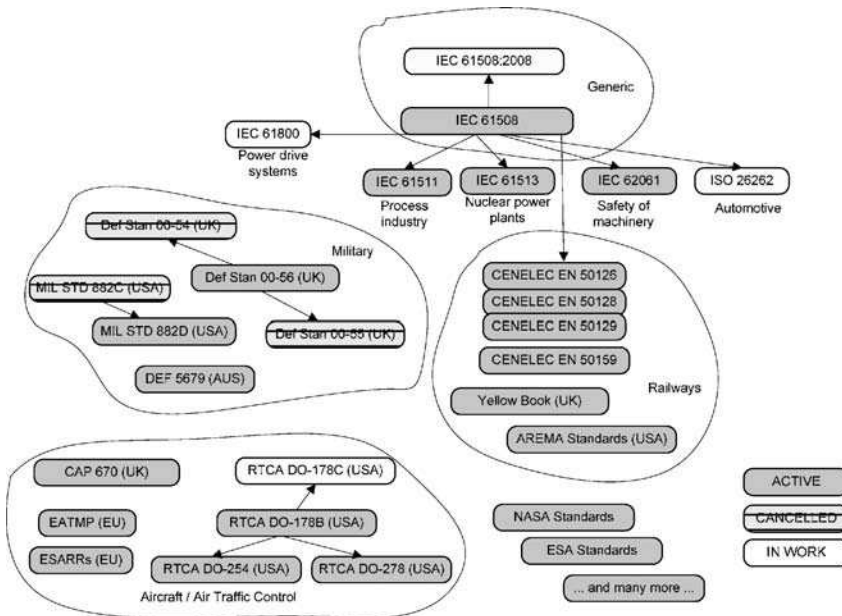 IEC 61508:2008
Generic
IEC 61508
IEC 61800
Power drive
systems
IEC 61511
Process
industry
IEC 61513
Nuclear power
plants
IEC 62061
Safety of
machinery
ISO 26262
Automotive
Def Stan 00-54 (UK)
Military
Def Stan 00-56 (UK)
MIL STD 882C (USA)
MIL STD 882D (USA)
Def Stan 00-55 (UK)
DEF 5679 (AUS)
CENELEC EN 50126
CENELEC EN 50128
CENELEC EN 50129
CENELEC EN 50159
Railways
Yellow Book (UK)
AREMA Standards (USA)
CAP 670 (UK)
RTCA DO-178C (USA)
EATMP (EU)
RTCA DO-178B (USA)
ESARRs (EU)
RTCA DO-254 (USA)
RTCA DO-278 (USA)
Aircraft / Air Traffic Control
NASA Standards
ESA Standards
... and many more ...
ACTIVE
CANCELLED
IN WORK